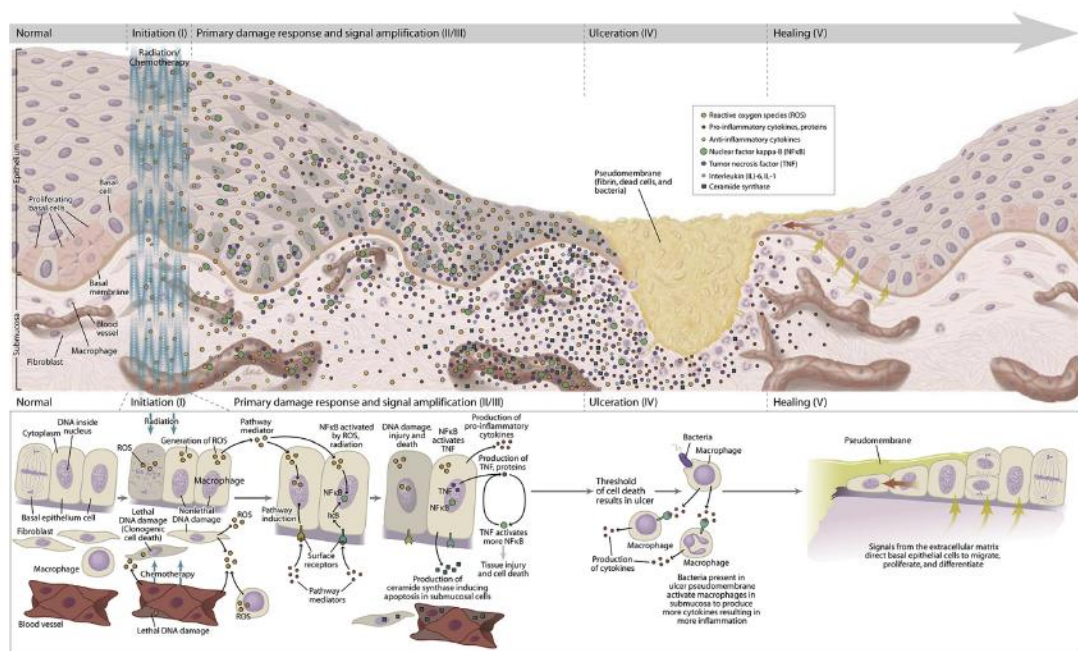 Normal
Initiation (I)
Primary damage response and signal amplification (II/III)
Ulceration (IV)
Healing (V)
Radiation/
Chemotherapy
Epithelium
Submucosa
Basal
cell
Proliferating
basal cells
Basal
membrane
Blood
vessel
Macrophage
Fibroblast
Pseudomembrane
(fibrin, dead cells, and
bacteria)
Reactive oxygen species (ROS)
Pro-inflammatory cytokines, proteins
Anti-inflammatory cytokines
Nuclear factor kappa-B (NFκB)
Tumor necrosis factor (TNF)
Interleukin (IL)-6, IL-1
Ceramide synthase
Normal
Initiation (I)
Primary damage response and signal amplification (II/III)
Ulceration (IV)
Healing (V)
Cytoplasm
DNA inside
nucleus
Basal epithelium cell
Fibroblast
Macrophage
Blood vessel
Radiation
Generation of ROS
ROS
Macrophage
Lethal
DNA damage
(Clonogenic
cell death)
Nonlethal
DNA damage
ROS
Chemotherapy
ROS
Lethal DNA damage
Pathway
mediator
NFκB activated
by ROS,
radiation
NFκB
IκB
Pathway
induction
Surface
receptors
Pathway
mediators
DNA damage,
injury and
death
NFκB
activates
TNF
TNF
NFκB
Production of
pro-inflammatory
cytokines
Production of
TNF, proteins
TNF activates
more NFκB
Tissue injury
and cell death
Production of
ceramide synthase inducing
apoptosis in submucosal cells
Threshold
of cell death
results in ulcer
Bacteria
Macrophage
Macrophage
Macrophage
Production
of cytokines
Bacteria present in
ulcer pseudomembrane
activate macrophages in
submucosa to produce
more cytokines resulting in
more inflammation
Pseudomembrane
Signals from the extracellular matrix
direct basal epithelial cells to migrate,
proliferate, and differentiate